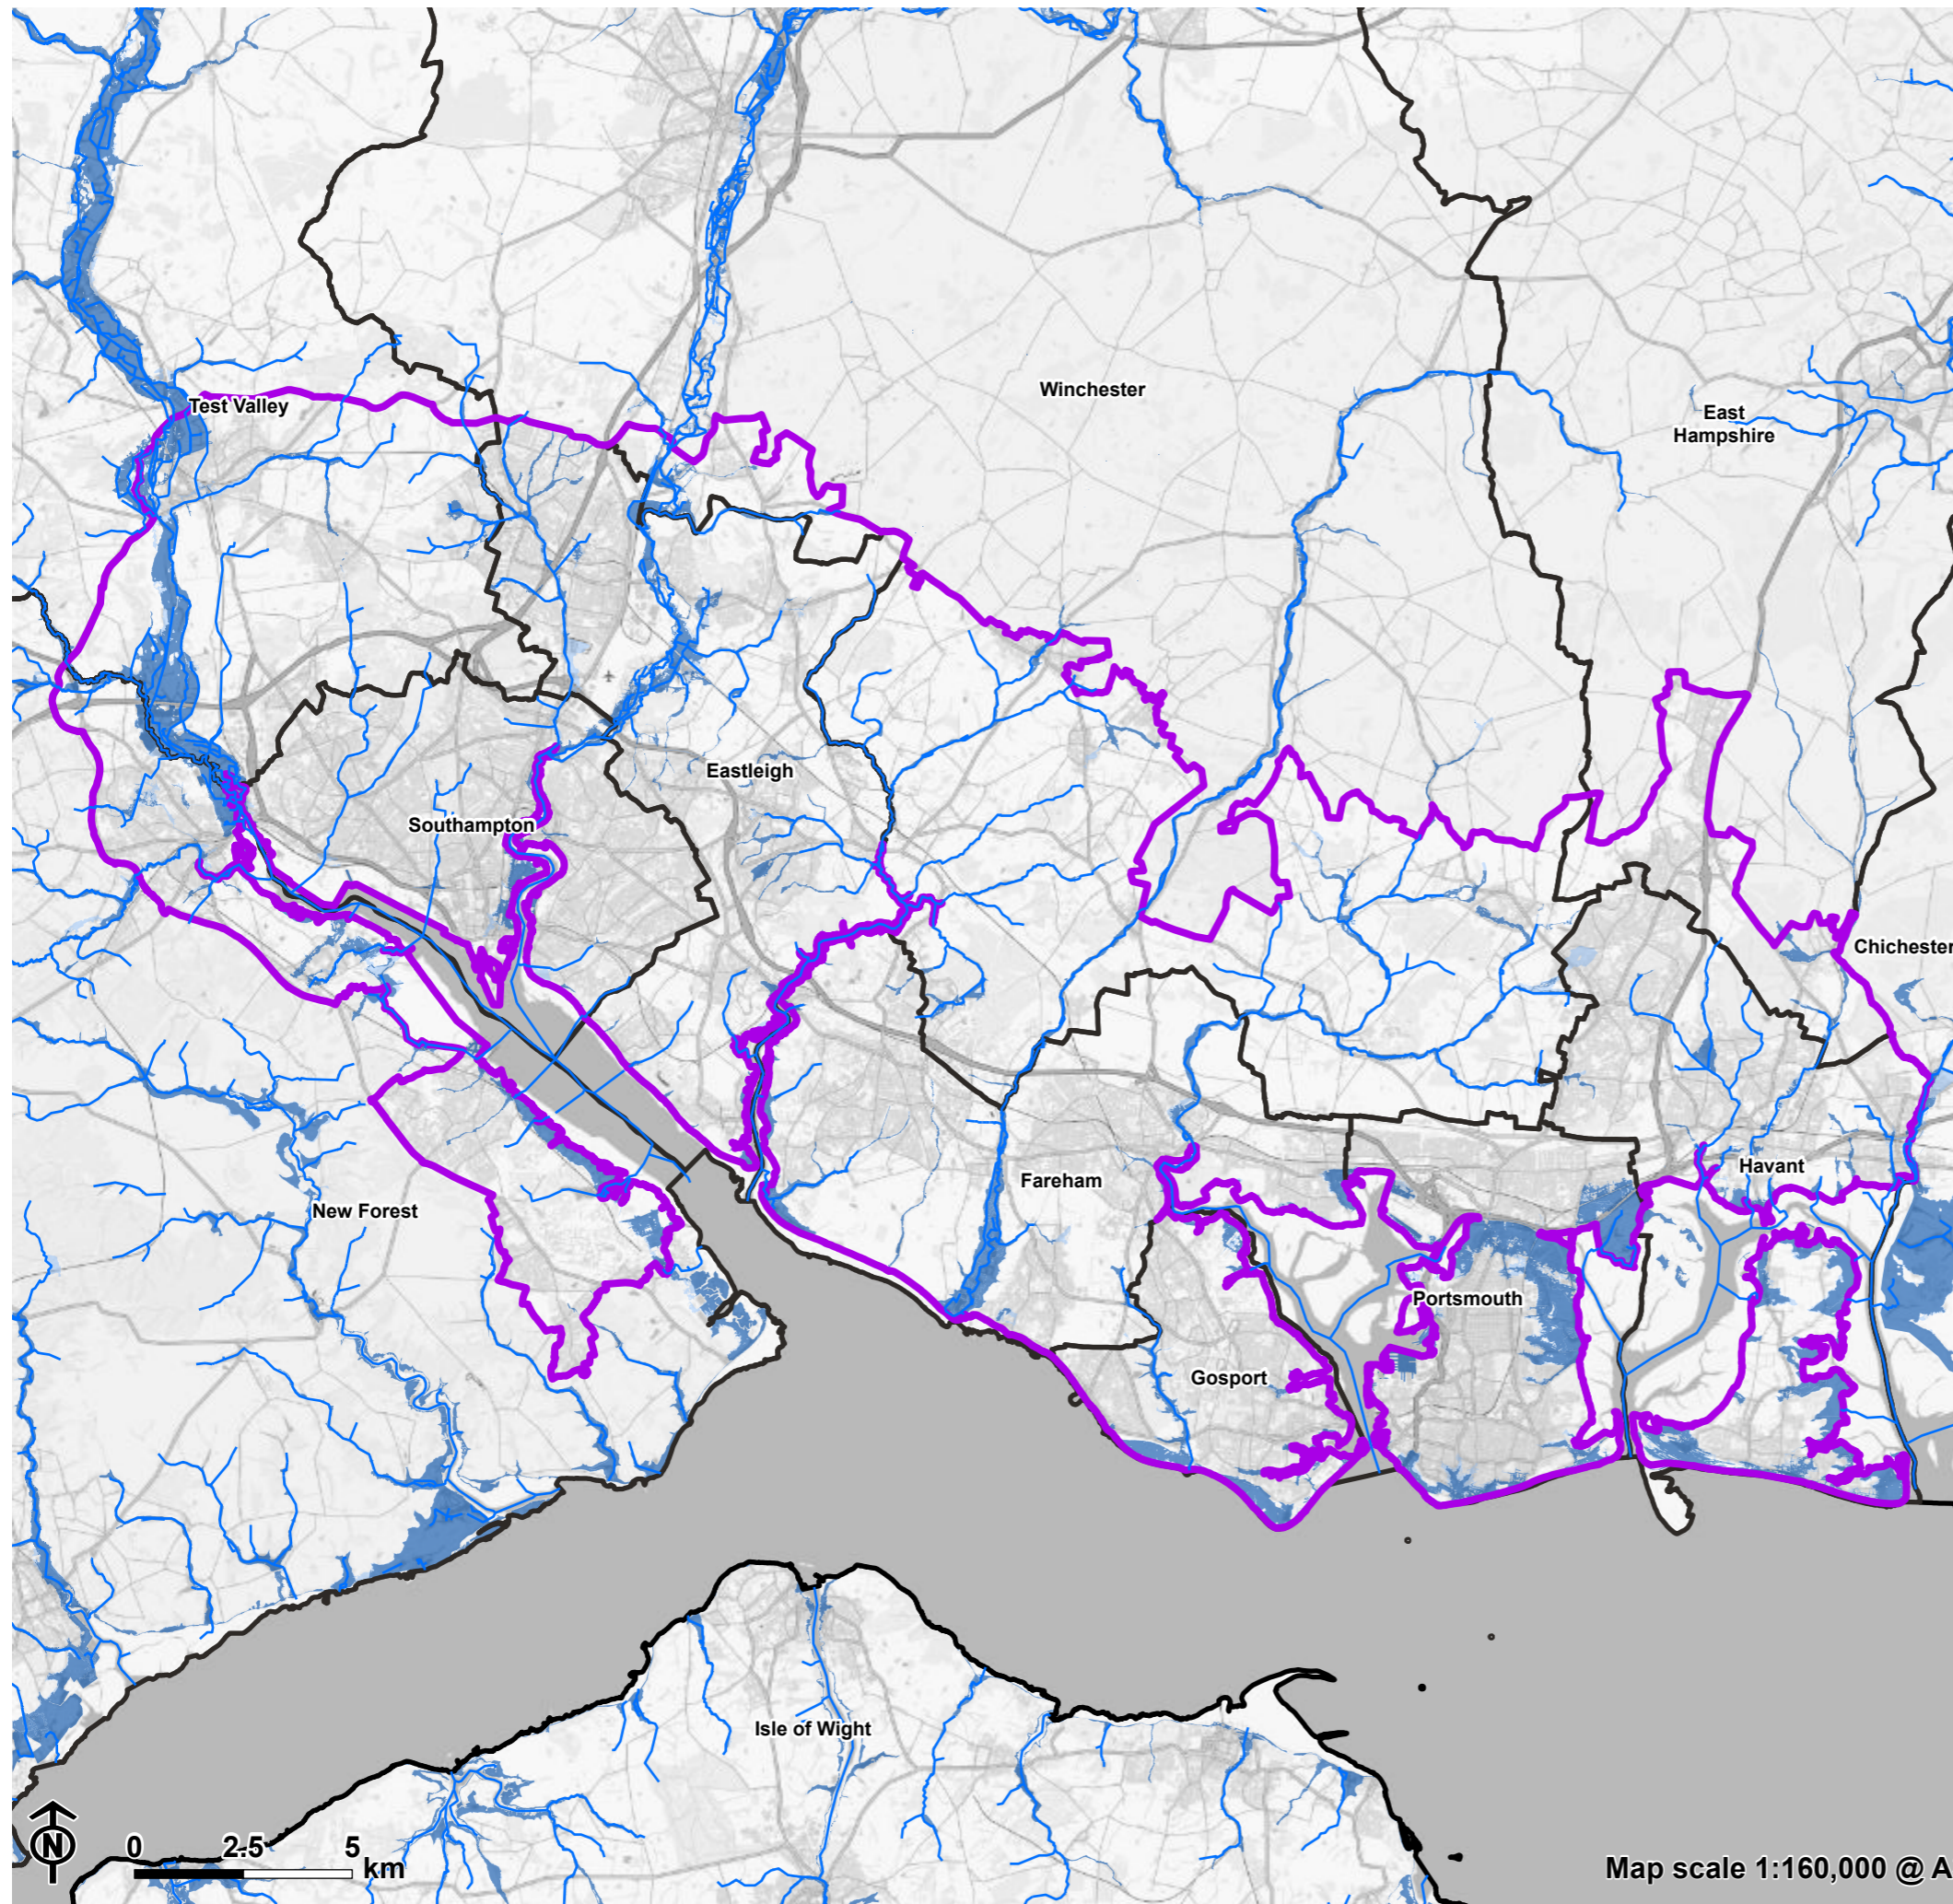 Winchester
Test Valley
East
Hampshire
Eastleigh
Southampton
Chichester
Havant
Fareham
New Forest
Portsmouth
Gosport
Isle of Wight
N
0 2.5 5
km
Map scale 1:160,000 @ A